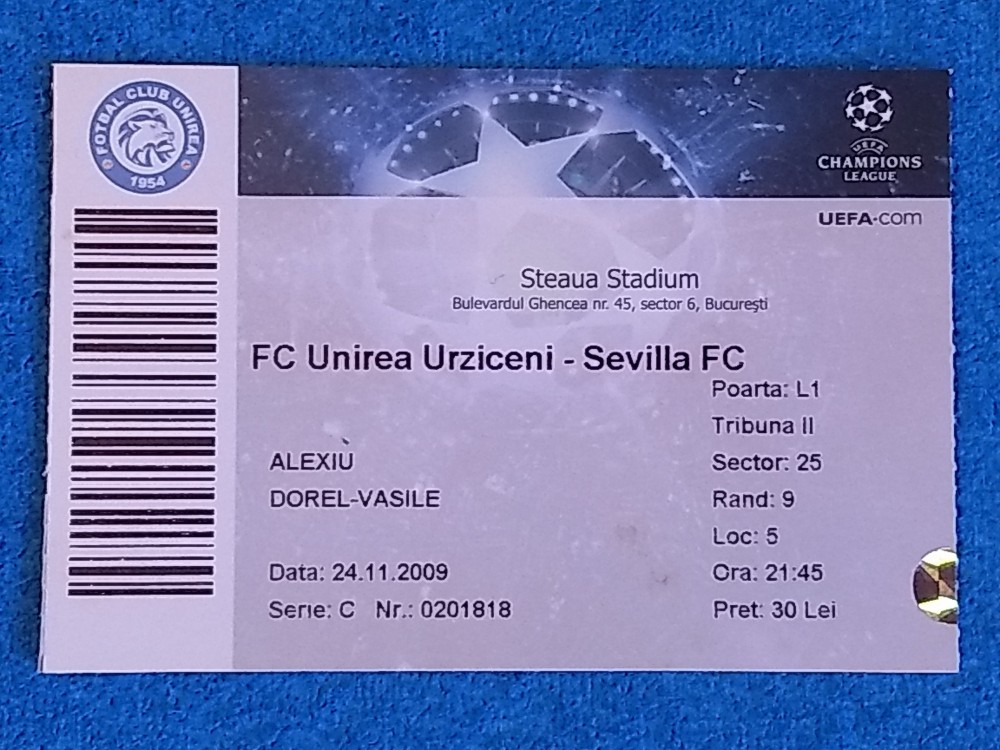 FOTBAL CLUB UNIREA
1954
UEFA
CHAMPIONS
LEAGUE
UEFA.com
Steaua Stadium
Bulevardul Ghencea nr. 45, sector 6, Bucureşti
FC Unirea Urziceni - Sevilla FC
Poarta: L1
Tribuna II
ALEXIU
Sector: 25
DOREL-VASILE
Rand: 9
Loc: 5
Data: 24.11.2009
Ora: 21:45
Serie: C Nr.: 0201818
Pret: 30 Lei